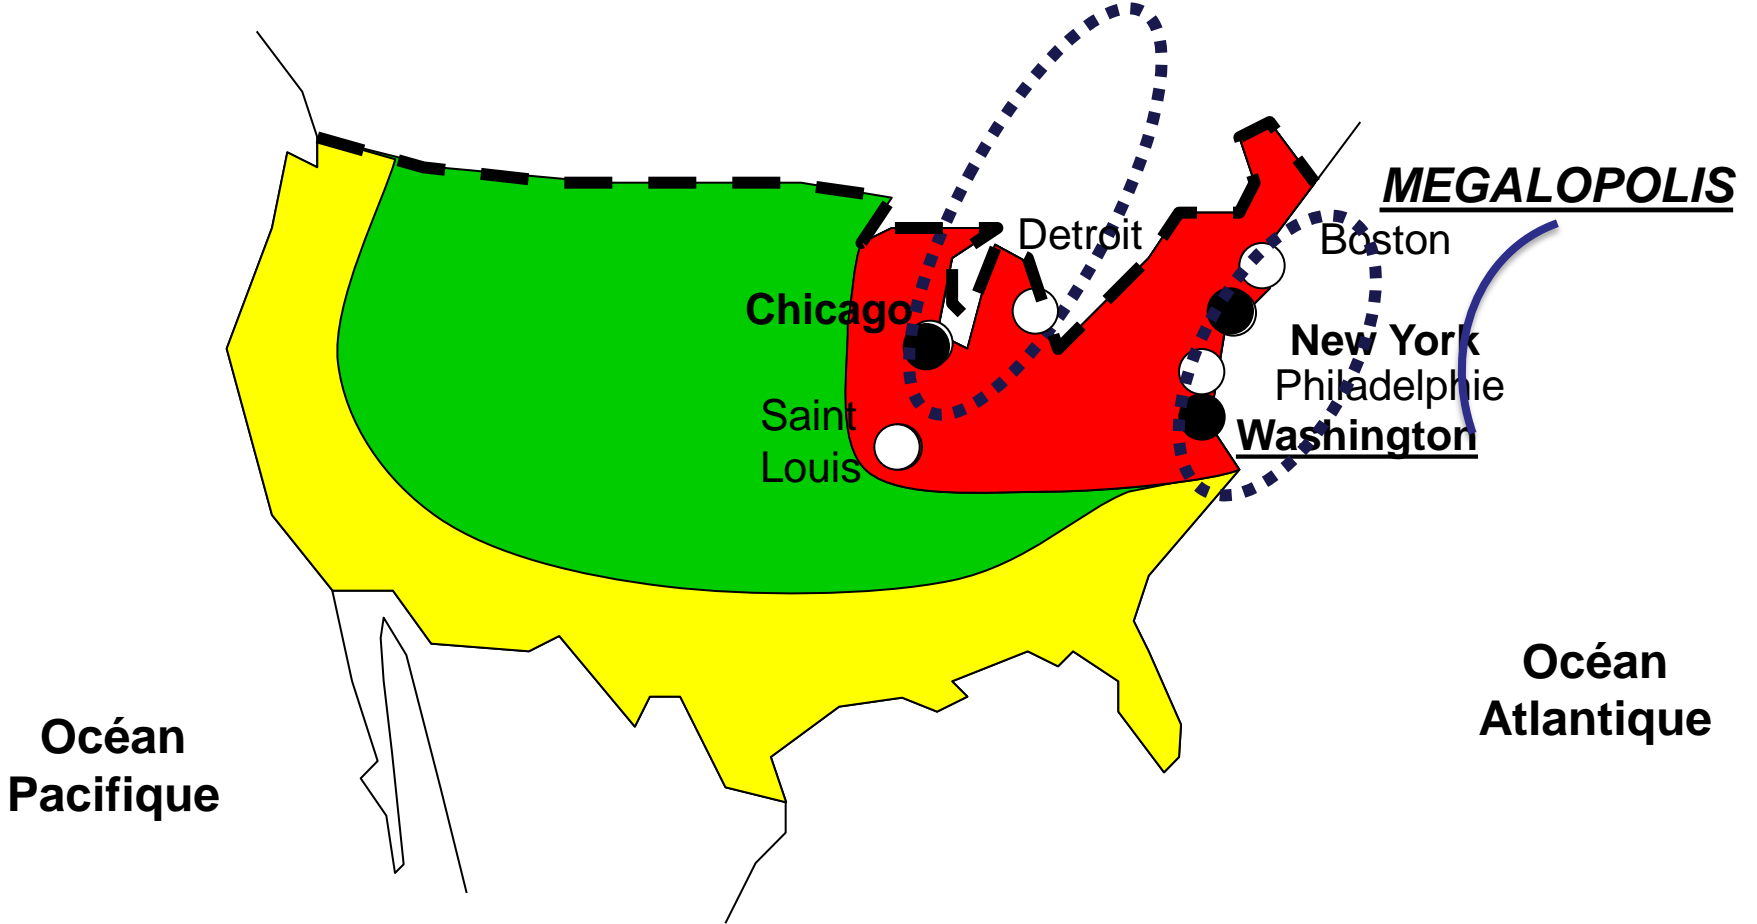 MEGALOPOLIS
Detroit
Boston
Chicago
New York
Philadelphie
Saint
Louis
Washington
Océan
Atlantique
Océan
Pacifique